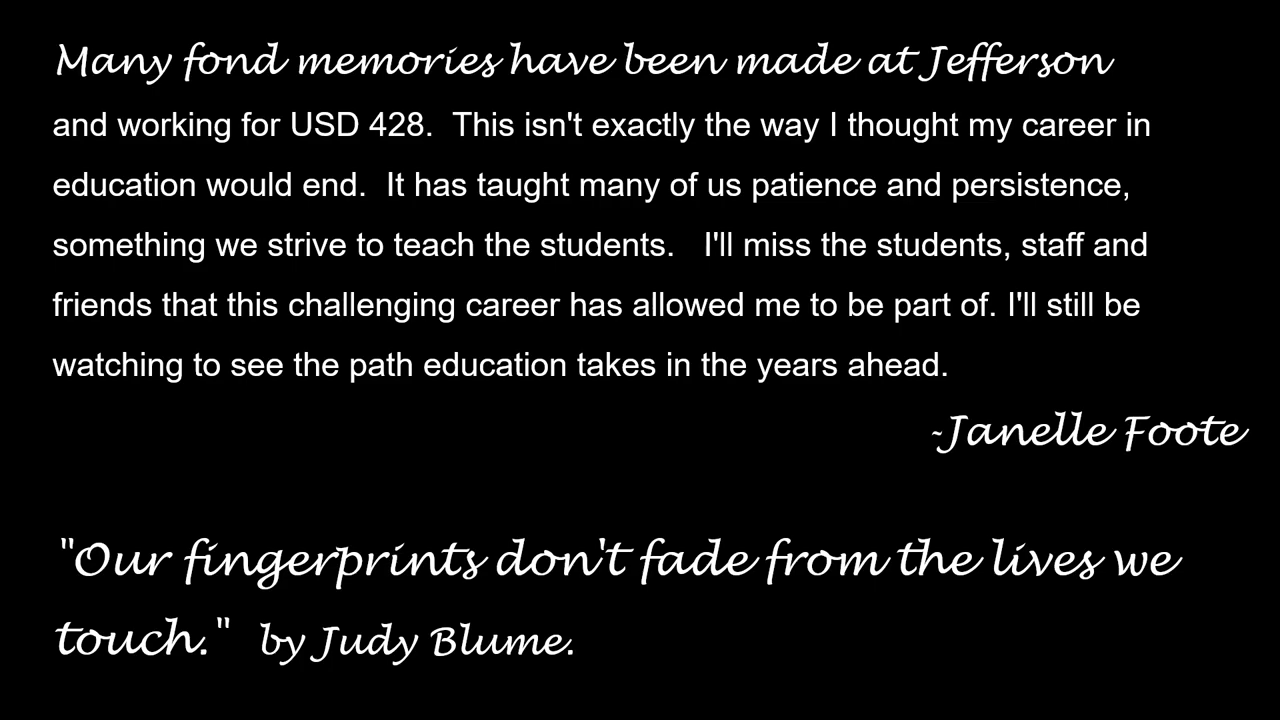 Many fond memories have been made at Jefferson
and working for USD 428.  This isn't exactly the way I thought my career in
education would end.  It has taught many of us patience and persistence,
something we strive to teach the students.   I'll miss the students, staff and
friends that this challenging career has allowed me to be part of. I'll still be
watching to see the path education takes in the years ahead.
-Janelle Foote
"Our fingerprints don't fade from the lives we
touch."  by Judy Blume.